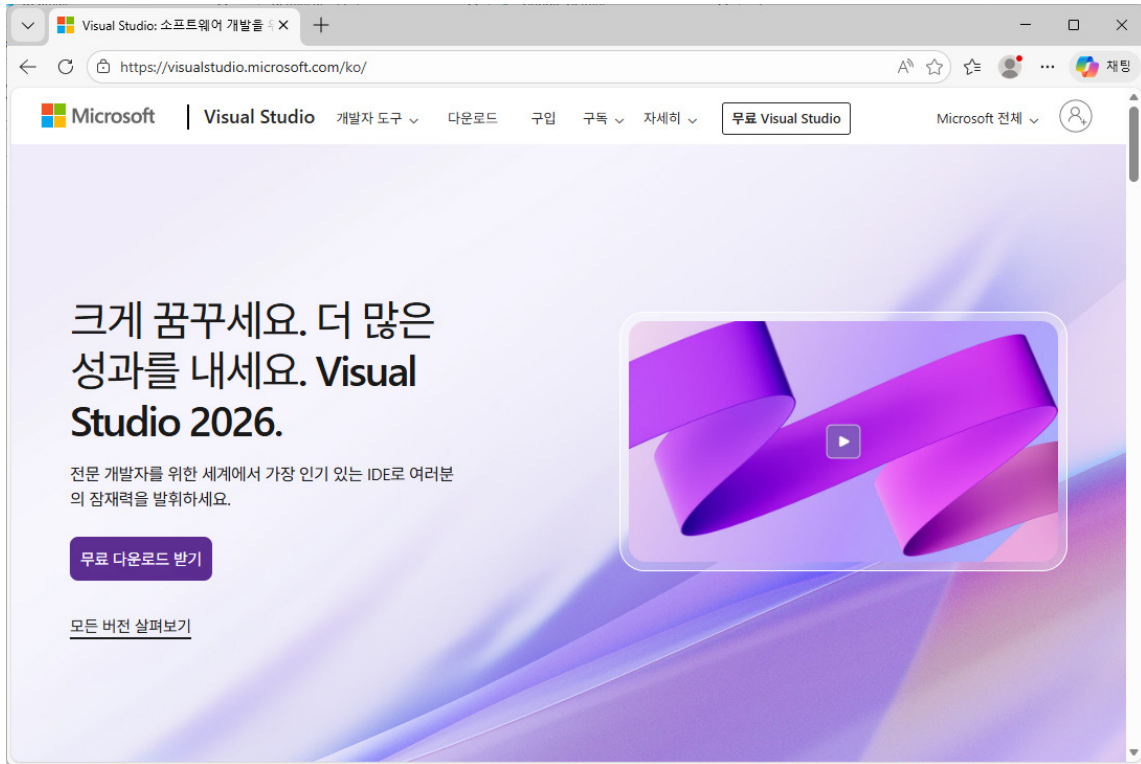 Visual Studio: 소프트웨어 개발을 위
https://visualstudio.microsoft.com/ko/
채팅
Microsoft
Visual Studio 개발자 도구 다운로드 구입 구독 자세히 무료 Visual Studio Microsoft 전체
크게 꿈꾸세요. 더 많은
성과를 내세요. Visual
Studio 2026.
전문 개발자를 위한 세계에서 가장 인기 있는 IDE로 여러분
의 잠재력을 발휘하세요.
무료 다운로드 받기
모든 버전 살펴보기